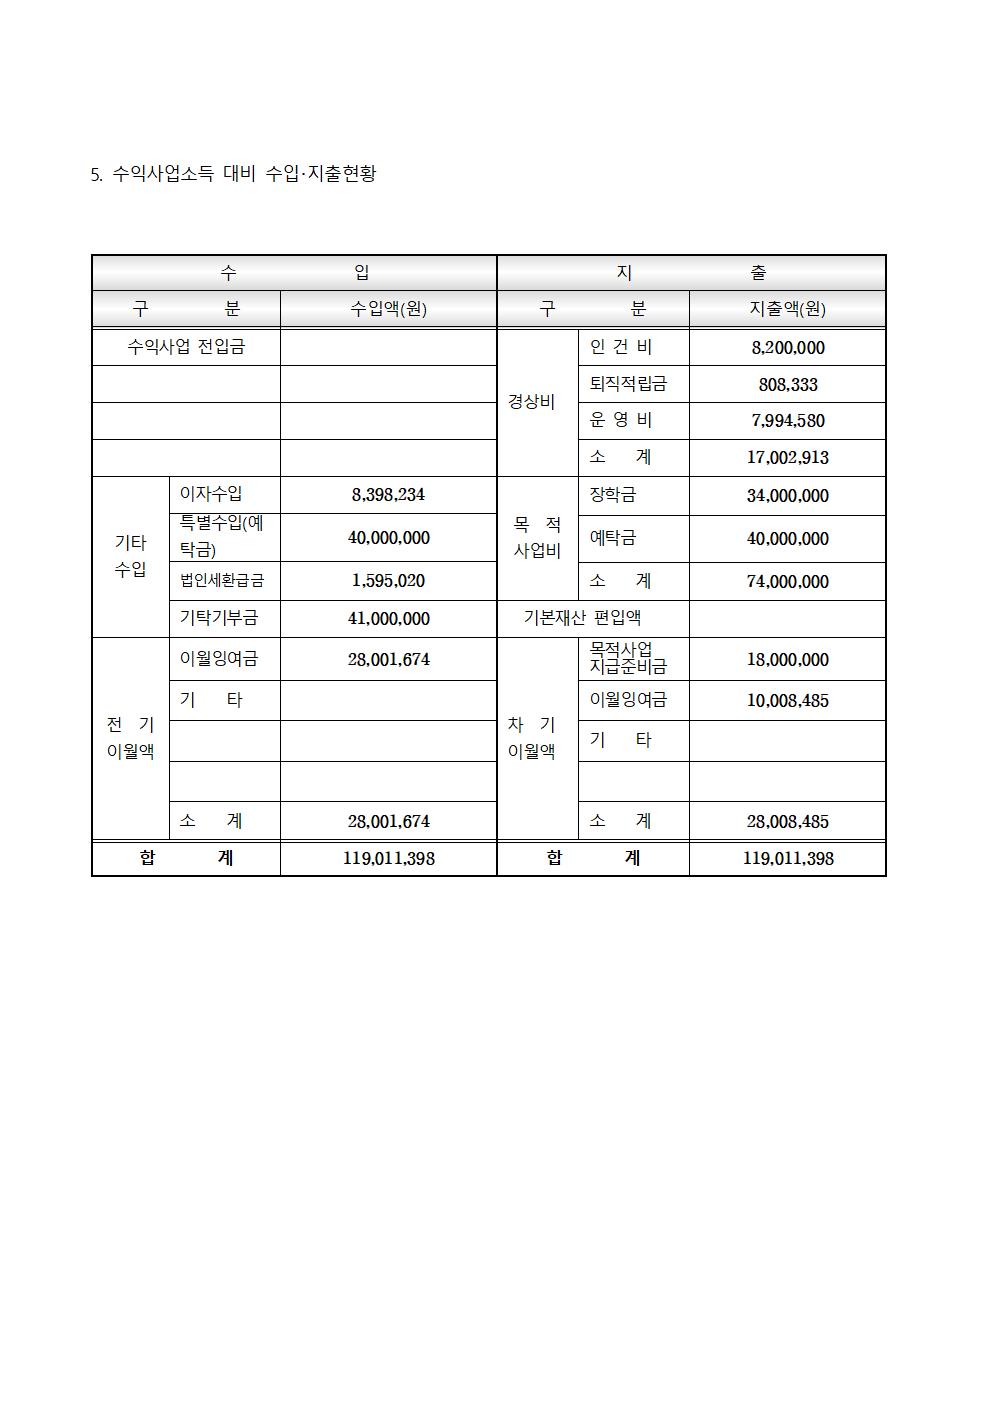 5. 수익사업소득 대비 수입·지출현황
수 입 지 출
구 분 수입액(원) 구 분 지출액(원)
수익사업 전입금 경상비 인 건 비 8,200,000
퇴직적립금 808,333
운 영 비 7,994,580
소 계 17,002,913
기타
수입
이자수입 8,398,234
목 적
사업비
장학금 34,000,000
특별수입(예
탁금)
40,000,000 예탁금 40,000,000
법인세환급금 1,595,020 소 계 74,000,000
기탁기부금 41,000,000 기본재산 편입액
전 기
이월액
이월잉여금 28,001,674
차 기
이월액
목적사업
지급준비금
18,000,000
기 타 이월잉여금 10,008,485
기 타
소 계 28,001,674 소 계 28,008,485
합 계 119,011,398 합 계 119,011,398